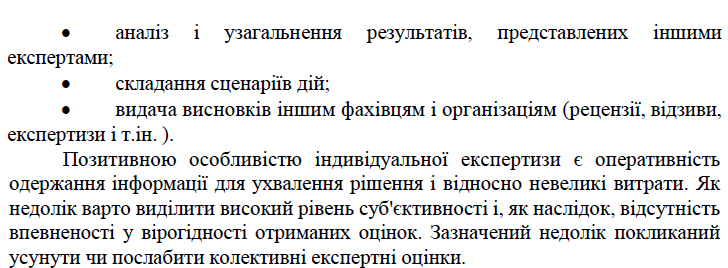 • аналіз і узагальнення результатів, представлених іншими
експертами;
• складання сценаріїв дій;
• видача висновків іншим фахівцям і організаціям (рецензії, відзиви,
експертизи і т.ін. ).
Позитивною особливістю індивідуальної експертизи є оперативність
одержання інформації для ухвалення рішення і відносно невеликі витрати. Як
недолік варто виділити високий рівень суб'єктивності і, як наслідок, відсутність
впевненості у вірогідності отриманих оцінок. Зазначений недолік покликаний
усунути чи послабити колективні експертні оцінки.